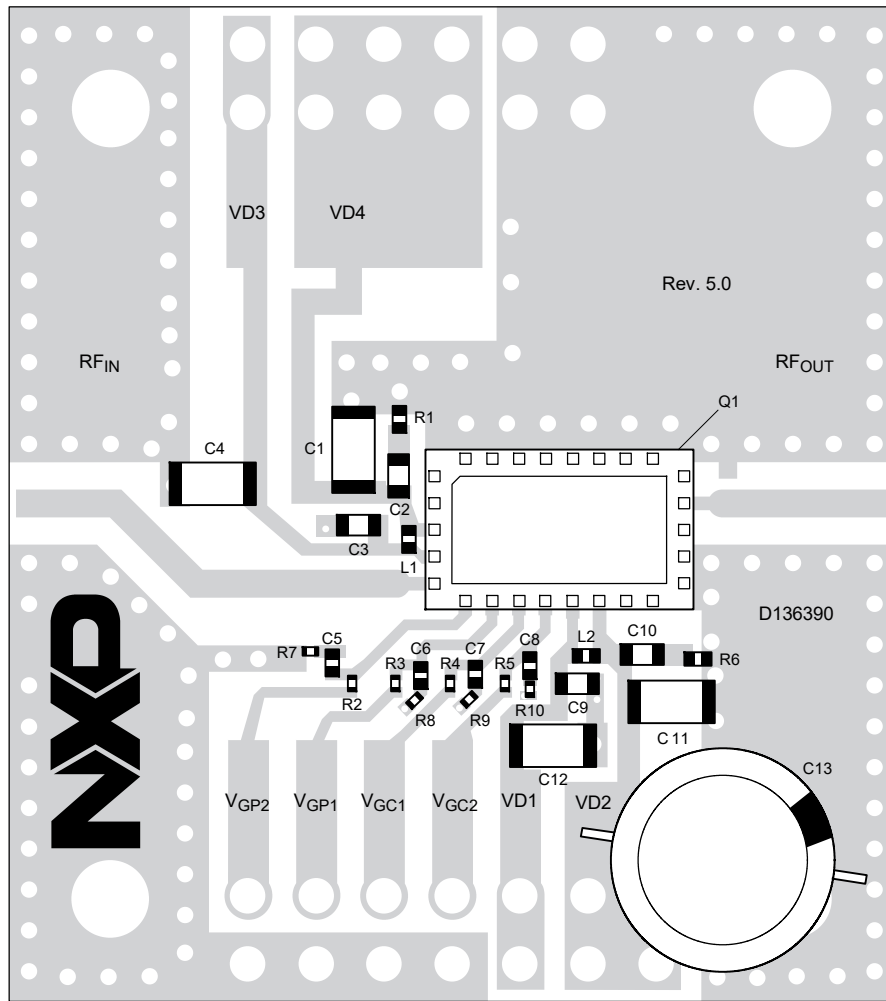 VD3 VD4
Rev. 5.0
RFIN RFOUT
Q1
R1
C4 C1
C2
C3
L1
D136390
R7 C5 C6 C7 C8 L2 C10
R3 R4 R5 R6
R2 C9
R8 R9 R10
C11
C12
C13
NXP
VGP2 VGP1 VGC1 VGC2 VD1 VD2